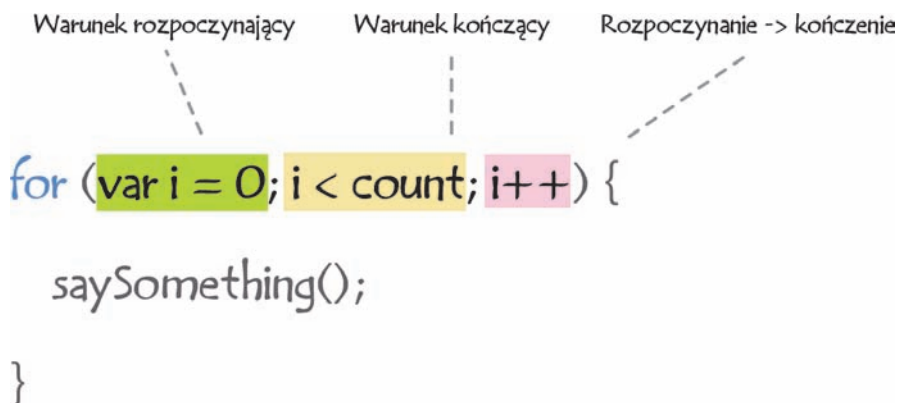 Warunek rozpoczynający Warunek kończący Rozpoczynanie -> kończenie
for (var i = 0; i < count; i++) {
saySomething();
}